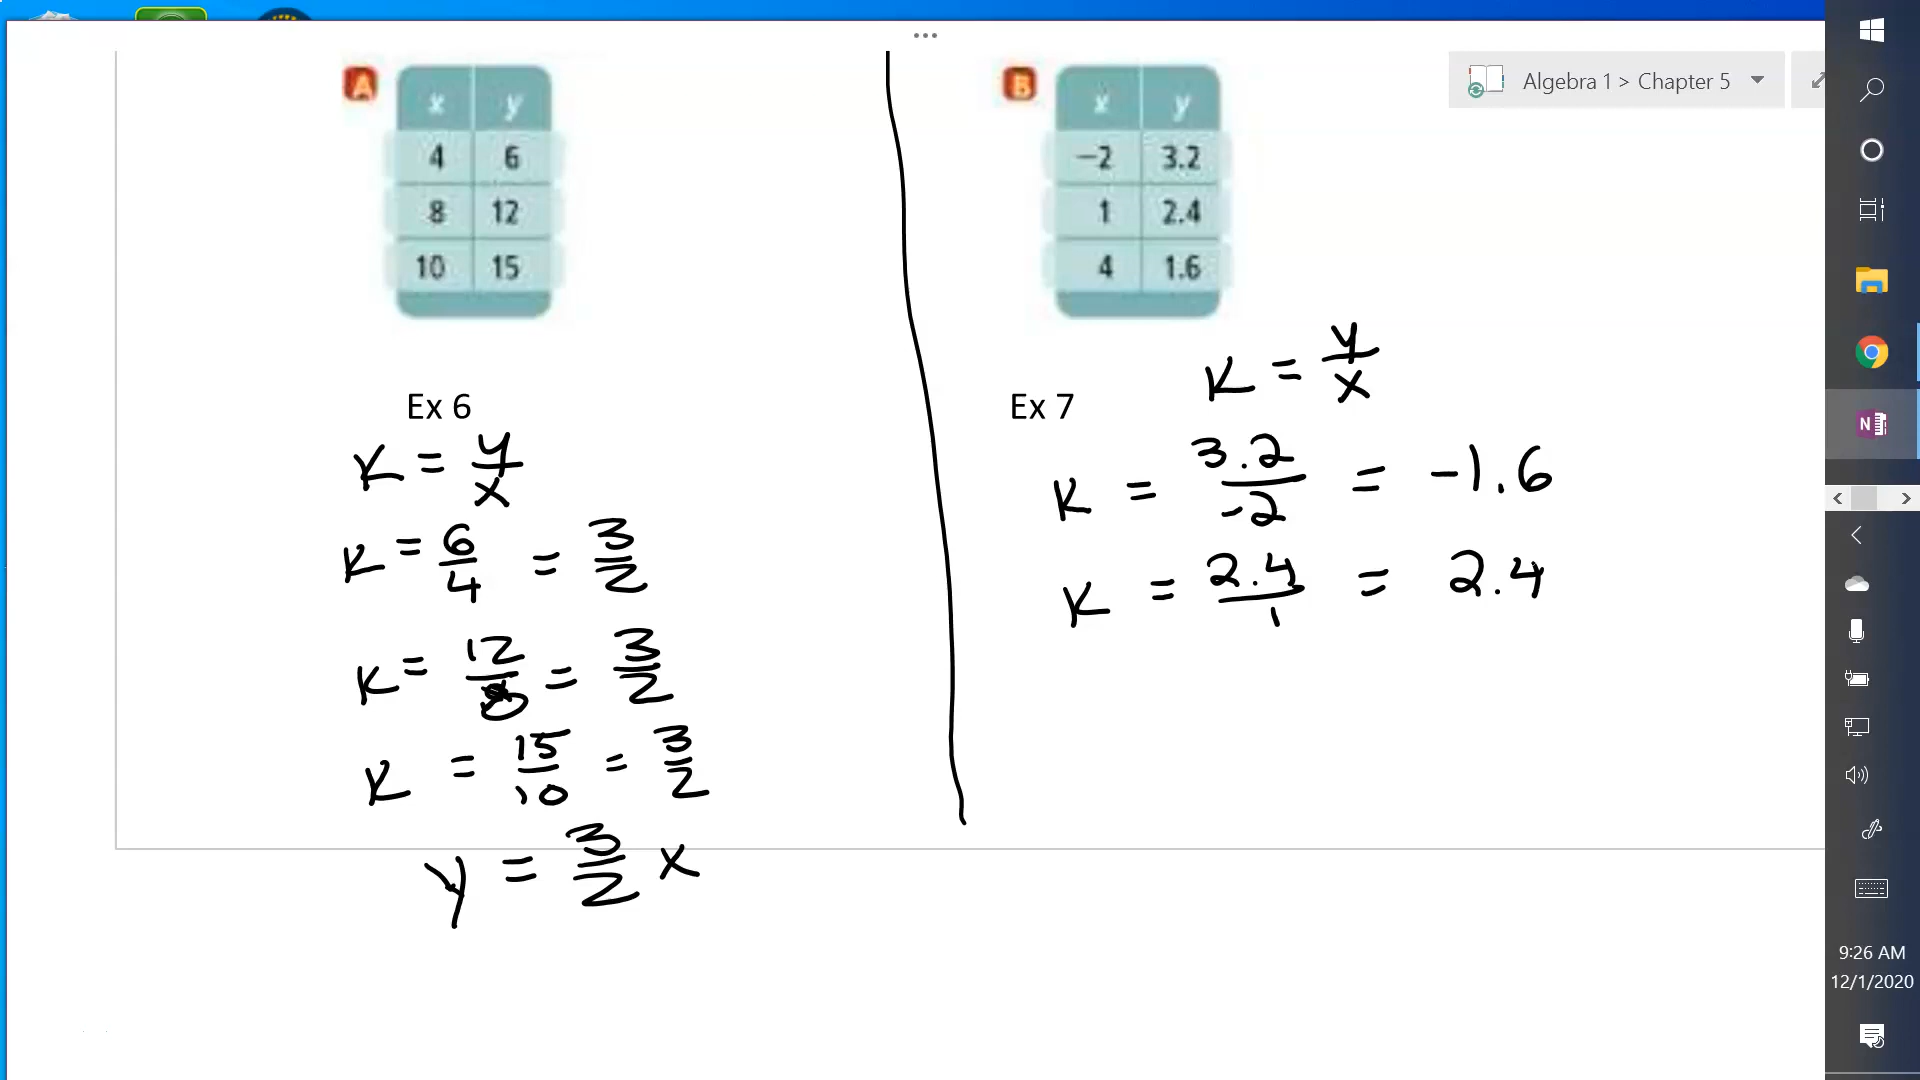 Algebra 1 > Chapter 5
A
x y
4 6
8 12
10 15
Ex 6
K = y/x
K = 6/4 = 3/2
K = 12/8 = 3/2
K = 15/10 = 3/2
y = 3/2 x
B
x y
−2 3.2
1 2.4
4 1.6
K = y/x
Ex 7
K = 3.2/-2 = -1.6
K = 2.4/1 = 2.4
N
9:26 AM
12/1/2020